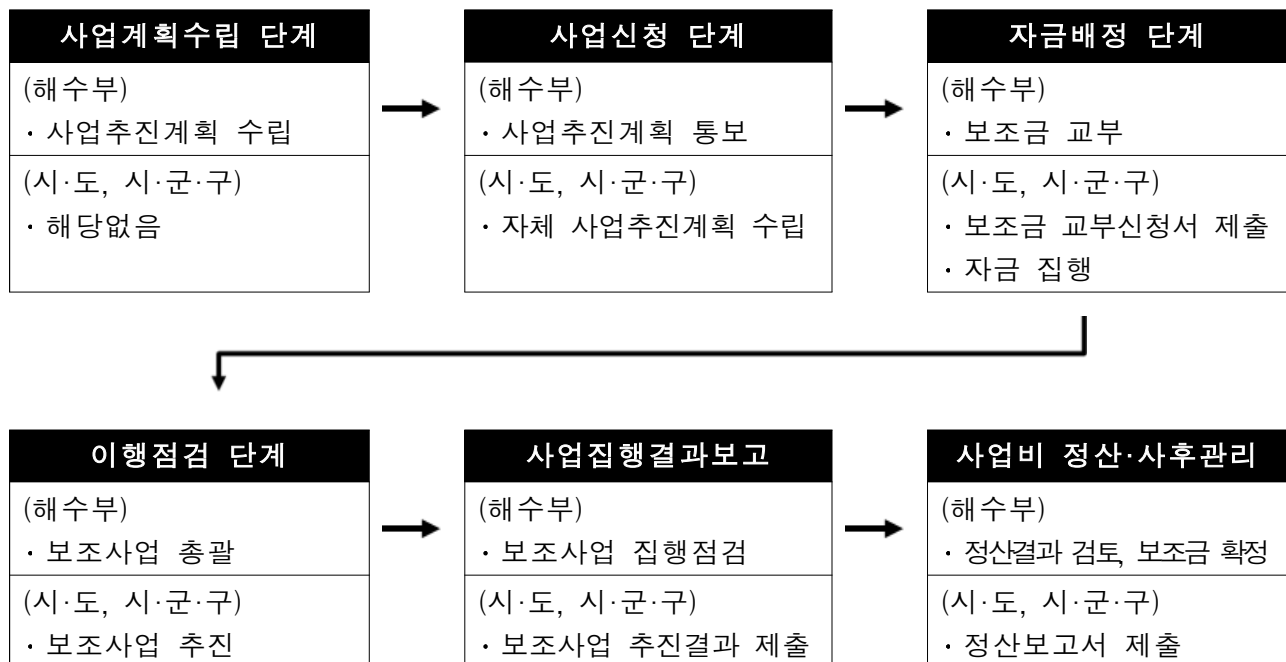 사업계획수립 단계
(해수부)
· 사업추진계획 수립
(시·도, 시·군·구)
· 해당없음
사업신청 단계
(해수부)
· 사업추진계획 통보
(시·도, 시·군·구)
· 자체 사업추진계획 수립
자금배정 단계
(해수부)
· 보조금 교부
(시·도, 시·군·구)
· 보조금 교부신청서 제출
· 자금 집행
이행점검 단계
(해수부)
· 보조사업 총괄
(시·도, 시·군·구)
· 보조사업 추진
사업집행결과보고
(해수부)
· 보조사업 집행점검
(시·도, 시·군·구)
· 보조사업 추진결과 제출
사업비 정산·사후관리
(해수부)
· 정산결과 검토, 보조금 확정
(시·도, 시·군·구)
· 정산보고서 제출